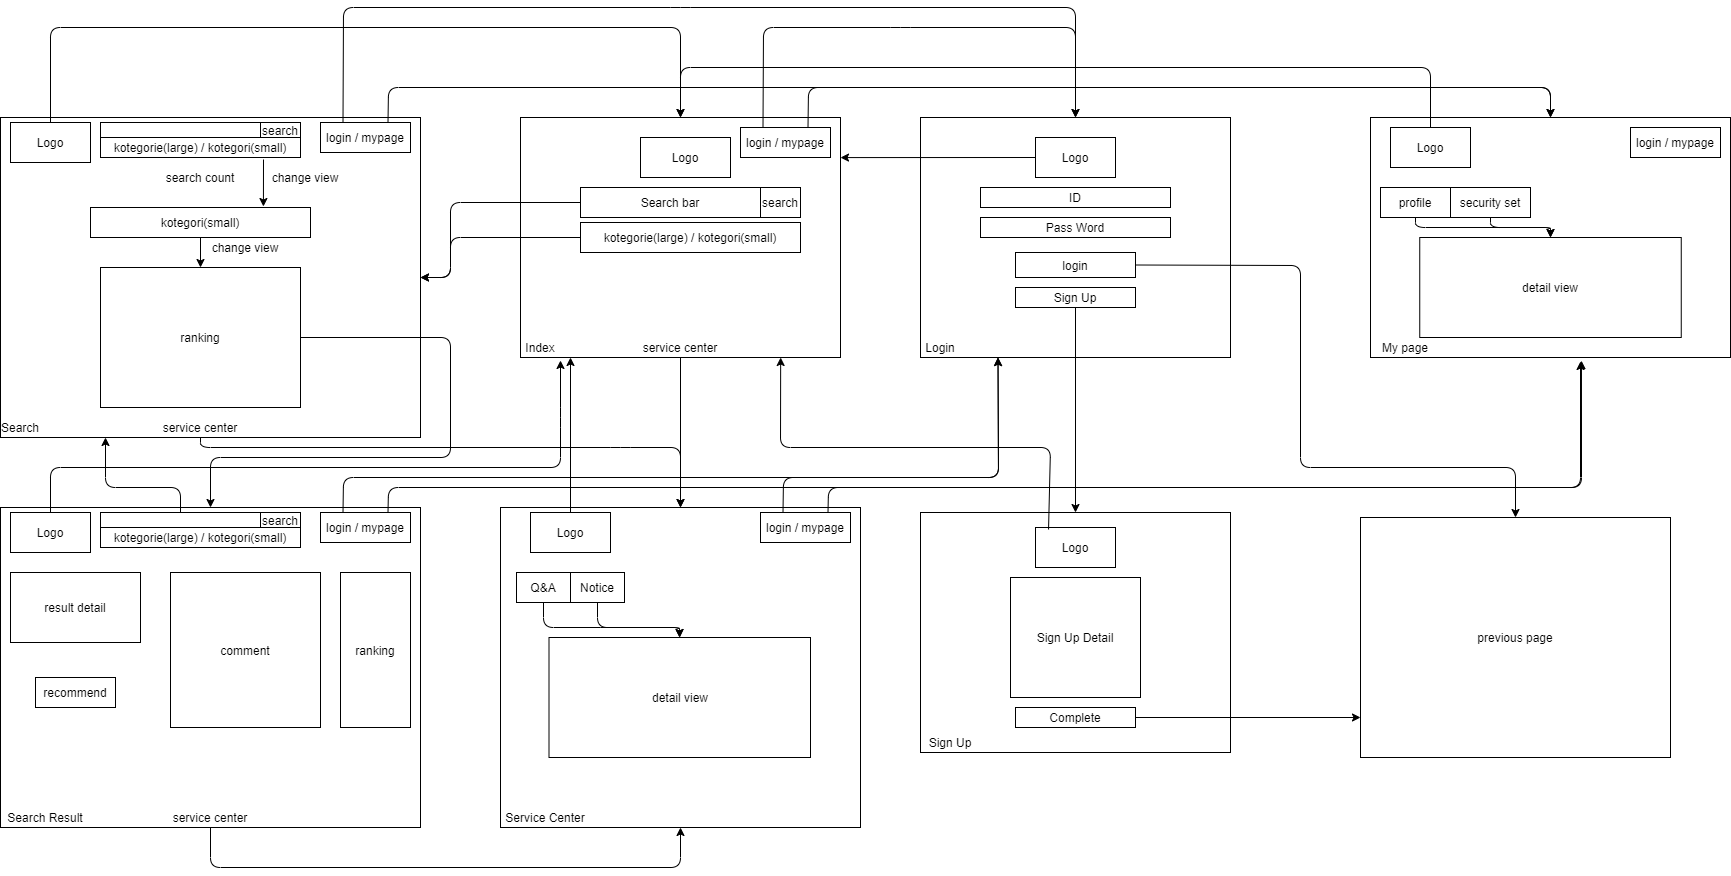 Logo
search
kotegorie(large) / kotegori(small)
login / mypage
search count
change view
kotegori(small)
change view
ranking
Search
service center
Logo
login / mypage
Search bar
search
kotegorie(large) / kotegori(small)
Index
service center
Logo
ID
Pass Word
login
Sign Up
Login
Logo
login / mypage
profile
security set
detail view
My page
Logo
search
kotegorie(large) / kotegori(small)
login / mypage
result detail
comment
ranking
recommend
Search Result
service center
Logo
login / mypage
Q&A
Notice
detail view
Service Center
Logo
Sign Up Detail
Complete
Sign Up
previous page